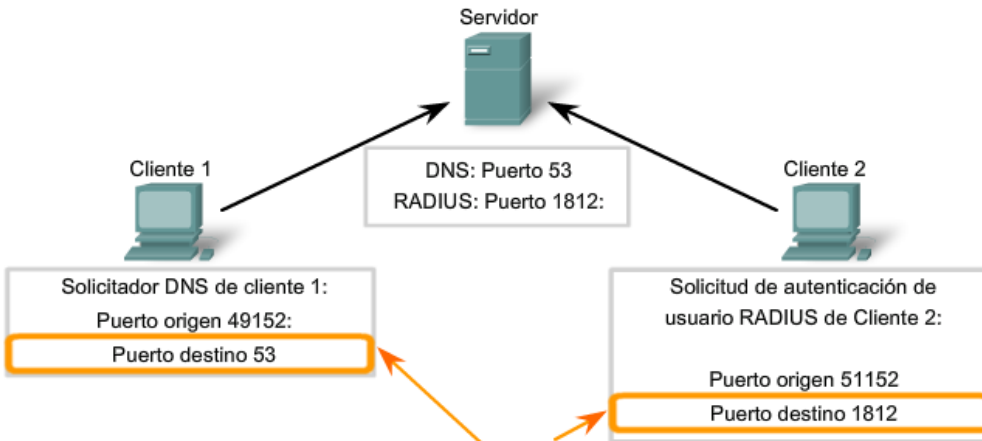 Servidor
Cliente 1
DNS: Puerto 53
RADIUS: Puerto 1812:
Cliente 2
Solicitador DNS de cliente 1:
Puerto origen 49152:
Puerto destino 53
Solicitud de autenticación de
usuario RADIUS de Cliente 2:
Puerto origen 51152
Puerto destino 1812